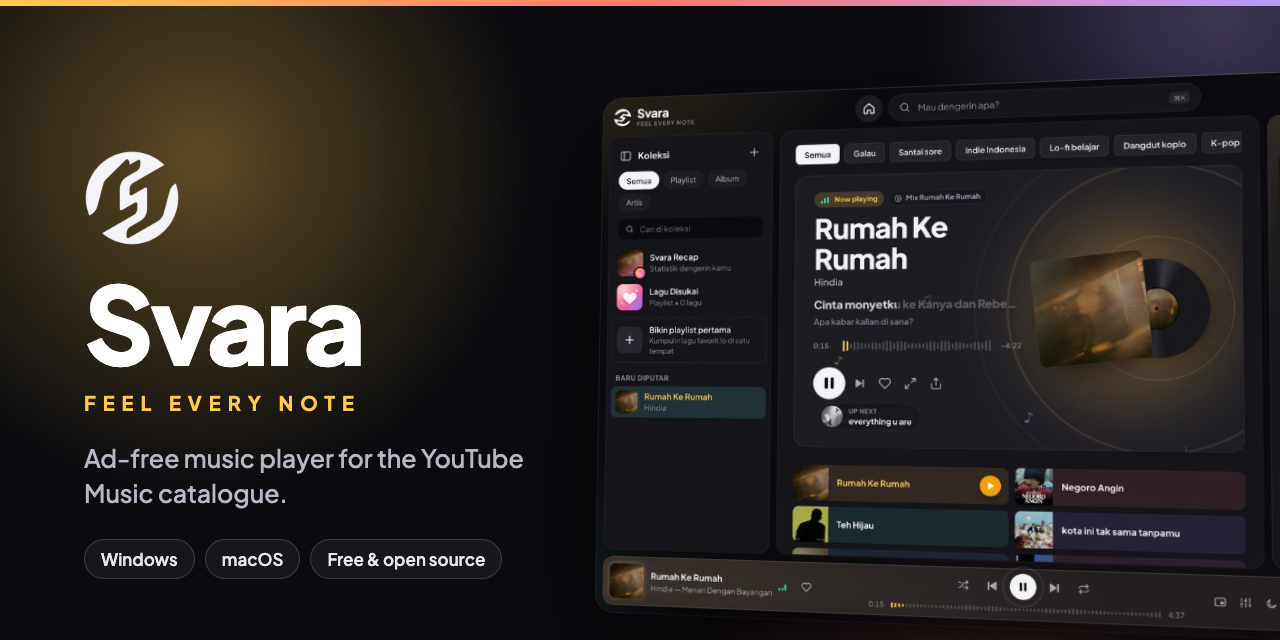 Svara
FEEL EVERY NOTE
Ad-free music player for the YouTube
Music catalogue.
Windows
macOS
Free & open source
Svara
FEEL EVERY NOTE
Mau dengerin apa?
⌘K
Koleksi
Semua
Playlist
Album
Artis
Cari di koleksi
Svara Recap
Statistik dengerin kamu
Lagu Disukai
Playlist • 0 lagu
Bikin playlist pertama
Kumpulin lagu favorit lo di satu
tempat
BARU DIPUTAR
Rumah Ke Rumah
Hindia
Semua
Galau
Santai sore
Indie Indonesia
Lo-fi belajar
Dangdut koplo
K-pop
Now playing
Mix Rumah Ke Rumah
Rumah Ke
Rumah
Hindia
Cinta monyetku ke Kanya dan Rebe...
Apa kabar kalian di sana?
0:15
-4:22
UP NEXT
everything u are
Rumah Ke Rumah
Negoro Angin
Teh Hijau
kota ini tak sama tanpamu
Rumah Ke Rumah
Hindia — Menari Dengan Bayangan
0:15
4:37